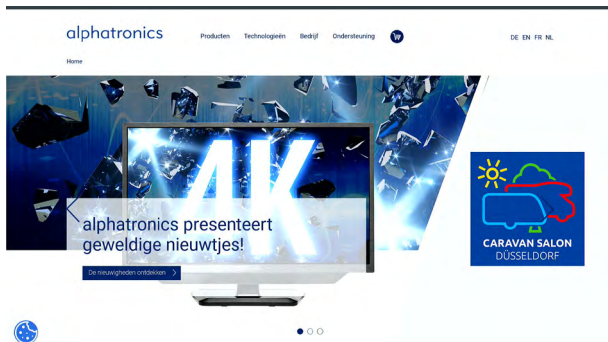 alphatronics
Producten Technologieën Bedrijf Ondersteuning
DE EN FR NL
Home
4K
alphatronics presenteert
geweldige nieuwtjes!
De nieuwigheden ontdekken
CARAVAN SALON
DÜSSELDORF